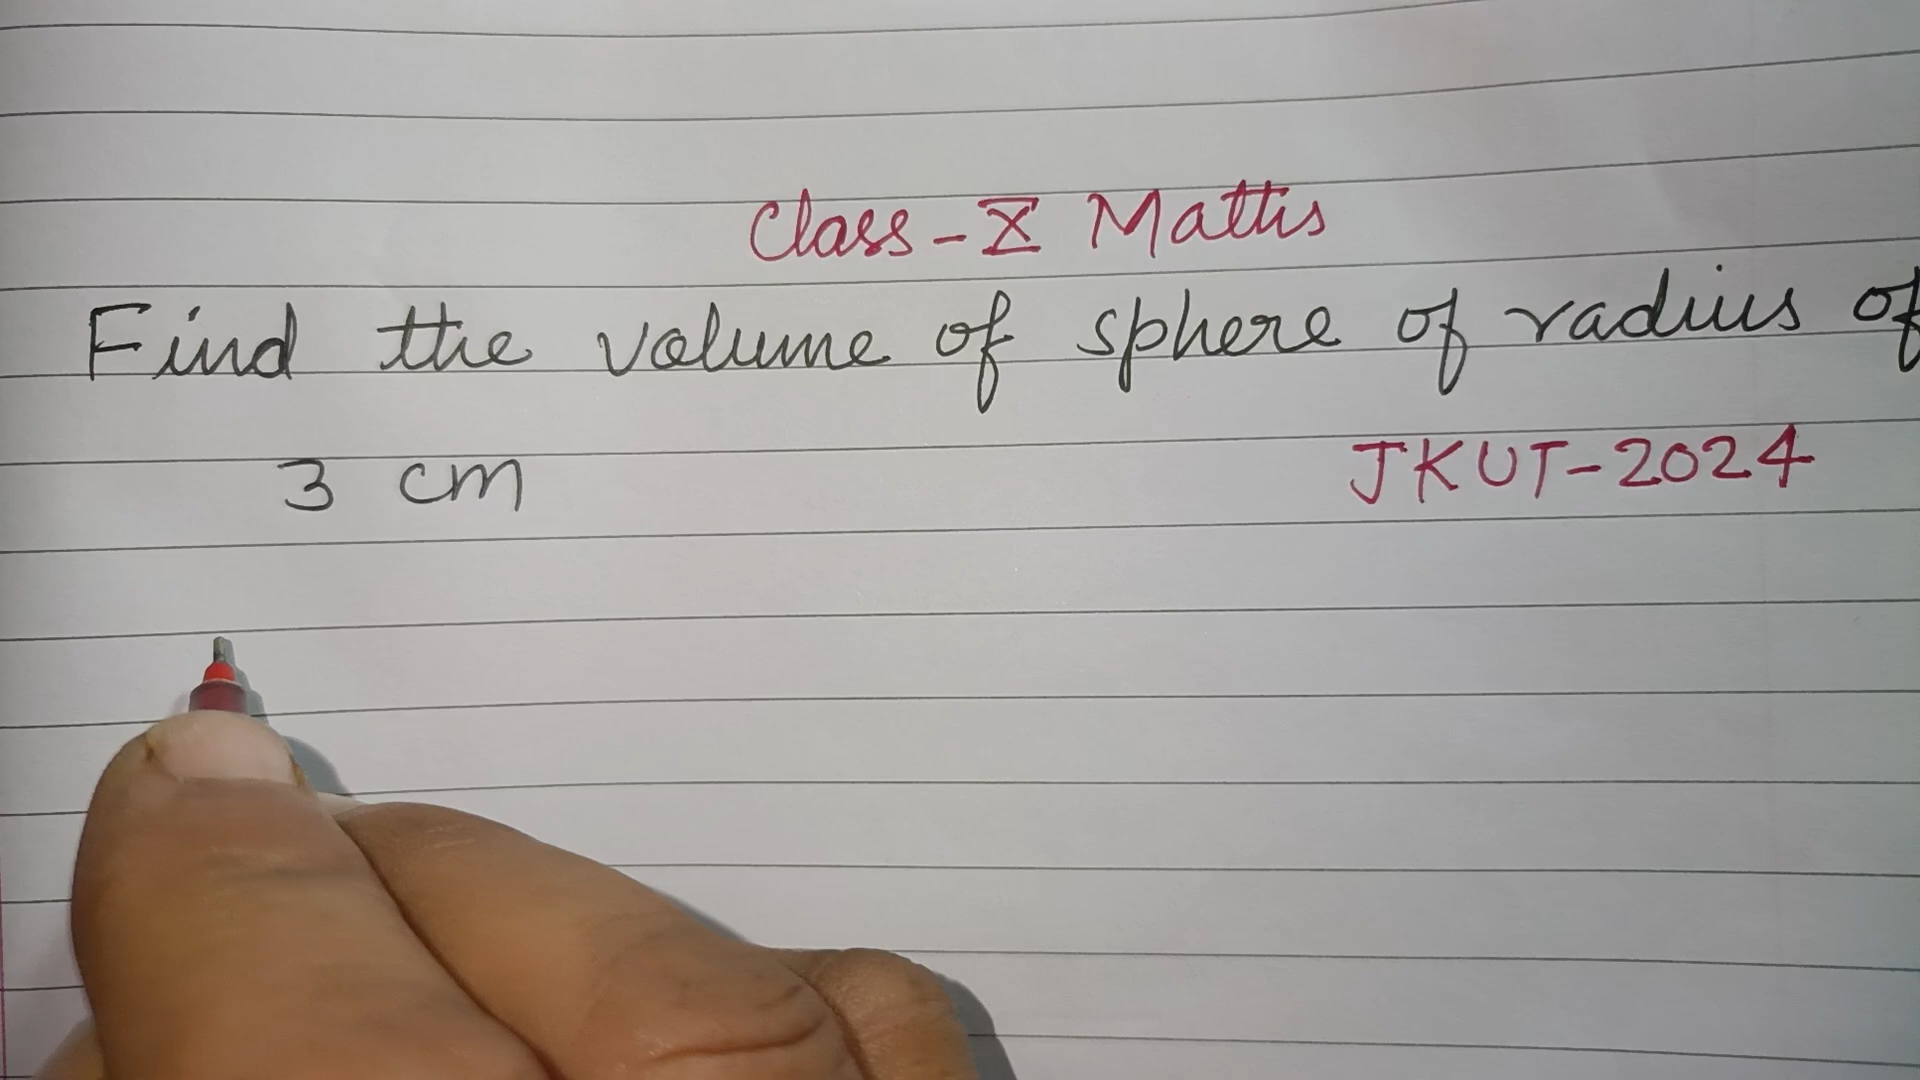 Class-X Maths
Find the volume of sphere of radius of
3 cm
JKUT-2024